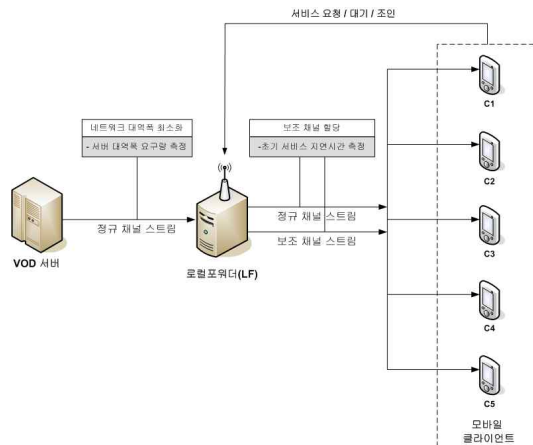 서비스 요청 / 대기 / 조인
네트워크 대역폭 최소화
- 서버 대역폭 요구량 측정
보조 채널 할당
-초기 서비스 지연시간 측정
정규 채널 스트림
정규 채널 스트림
보조 채널 스트림
VOD 서버
로컬포워더(LF)
C1
C2
C3
C4
C5
모바일
클라이언트